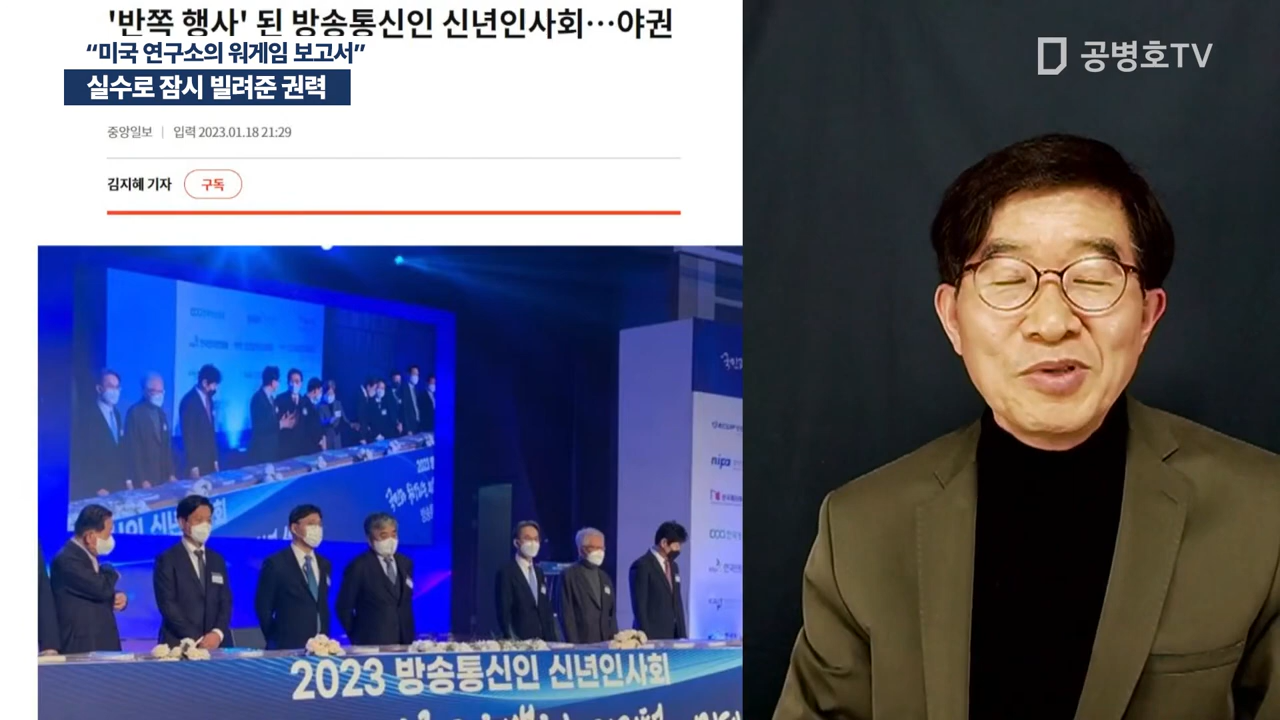 '반쪽 행사' 된 방송통신인 신년인사회…야권
“미국 연구소의 워게임 보고서”
실수로 잠시 빌려준 권력
공병호TV
중앙일보 | 입력 2023.01.18 21:29
김지혜 기자
구독
nipa
2023 방송통신인 신년인사회